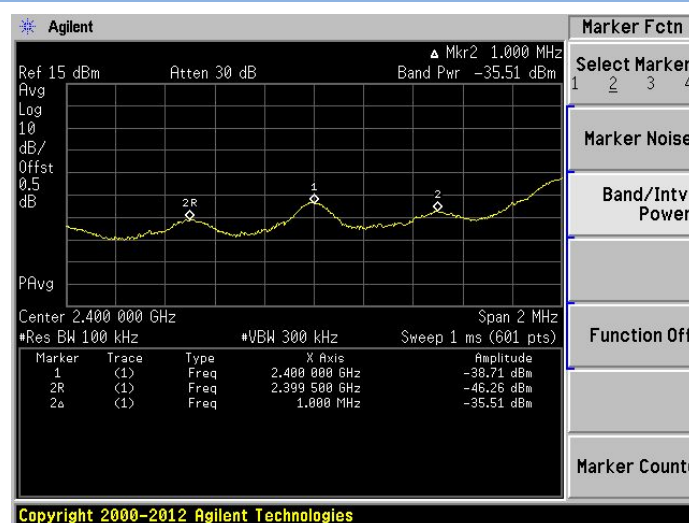 Agilent
Marker Fctn
Δ Mkr2 1.000 MHz
Ref 15 dBm Atten 30 dB Band Pwr -35.51 dBm
Avg
Log
10
dB/
Offst
0.5
dB
2R
1
2
PAvg
Center 2.400 000 GHz Span 2 MHz
#Res BW 100 kHz #VBW 300 kHz Sweep 1 ms (601 pts)
Marker Trace Type X Axis Amplitude
1 (1) Freq 2.400 000 GHz -38.71 dBm
2R (1) Freq 2.399 500 GHz -46.26 dBm
2Δ (1) Freq 1.000 MHz -35.51 dBm
Select Marker
1 2 3 4
Marker Noise
Band/Intv
Power
Function Off
Marker Count
Copyright 2000-2012 Agilent Technologies